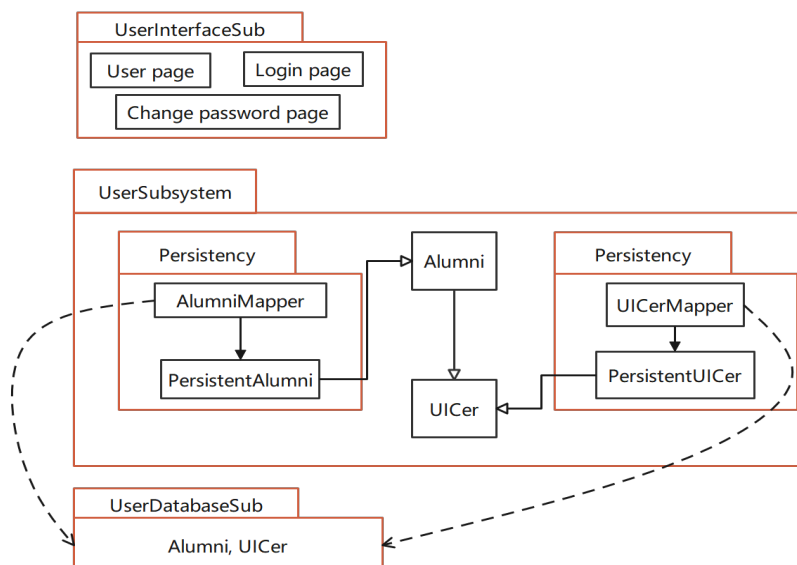 UserInterfaceSub
User page
Login page
Change password page
UserSubsystem
Persistency
Alumni
Persistency
AlumniMapper
UICerMapper
PersistentAlumni
PersistentUICer
UICer
UserDatabaseSub
Alumni, UICer